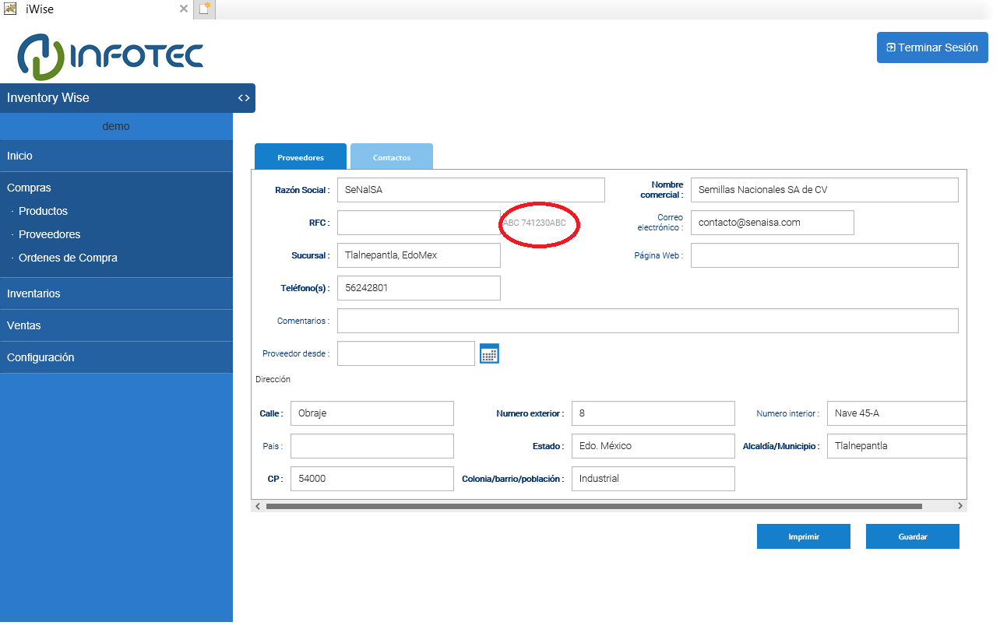 iWise
INFOTEC
Terminar Sesión
Inventory Wise
demo
Inicio
Compras
· Productos
· Proveedores
· Ordenes de Compra
Inventarios
Ventas
Configuración
Proveedores
Contactos
Razón Social :
SeNalSA
Nombre
comercial :
Semillas Nacionales SA de CV
RFC :
ABC 741230ABC
Correo
electrónico :
contacto@senaisa.com
Sucursal :
Tlalnepantla, EdoMex
Página Web :
Teléfono(s) :
56242801
Comentarios :
Proveedor desde :
Dirección
Calle :
Obraje
Numero exterior :
8
Numero interior :
Nave 45-A
Pais :
Estado :
Edo. México
Alcaldía/Municipio :
Tlalnepantla
CP :
54000
Colonia/barrio/población :
Industrial
Imprimir
Guardar